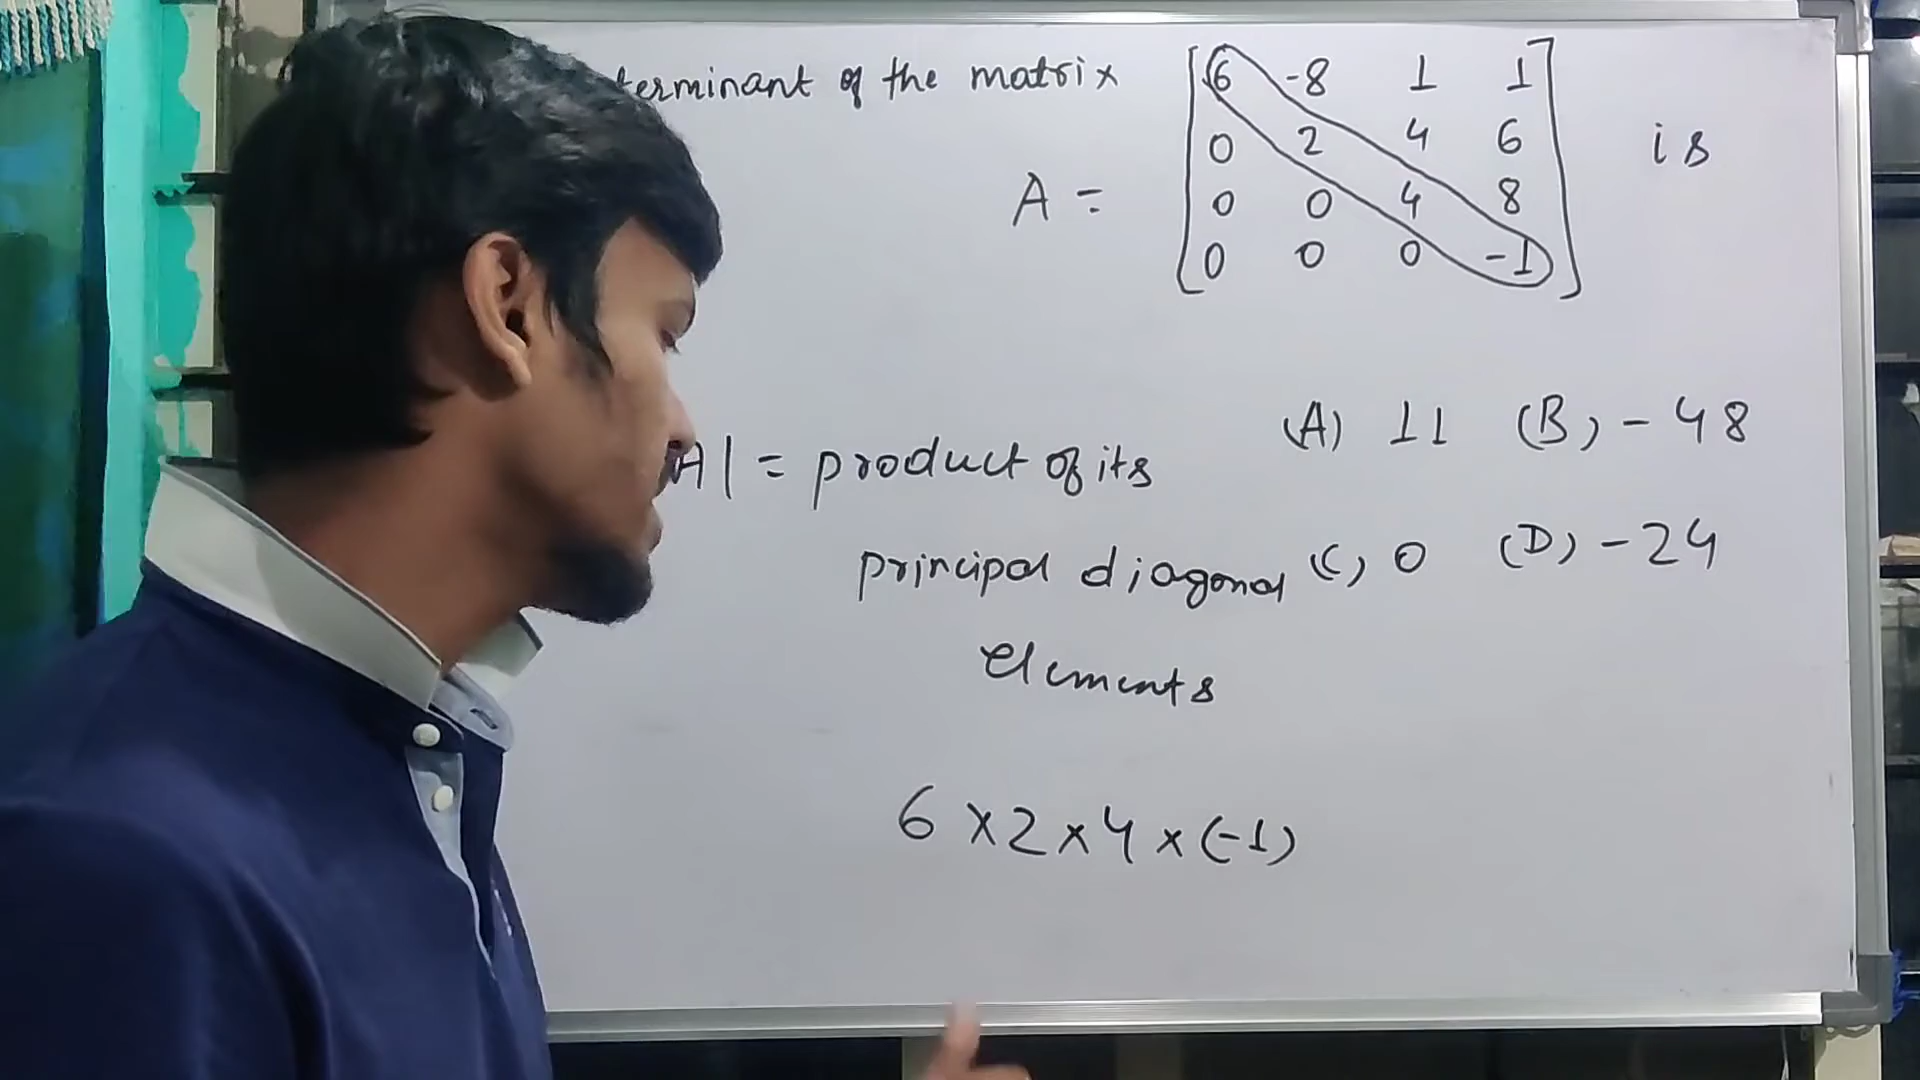 terminant of the matrix
6 -8 1 1
0 2 4 6
A = is
0 0 4 8
0 0 0 -1
(A) 11 (B) -48
A| = product of its
principal diagonal
(C) 0 (D) -24
elements
6 x 2 x 4 x (-1)